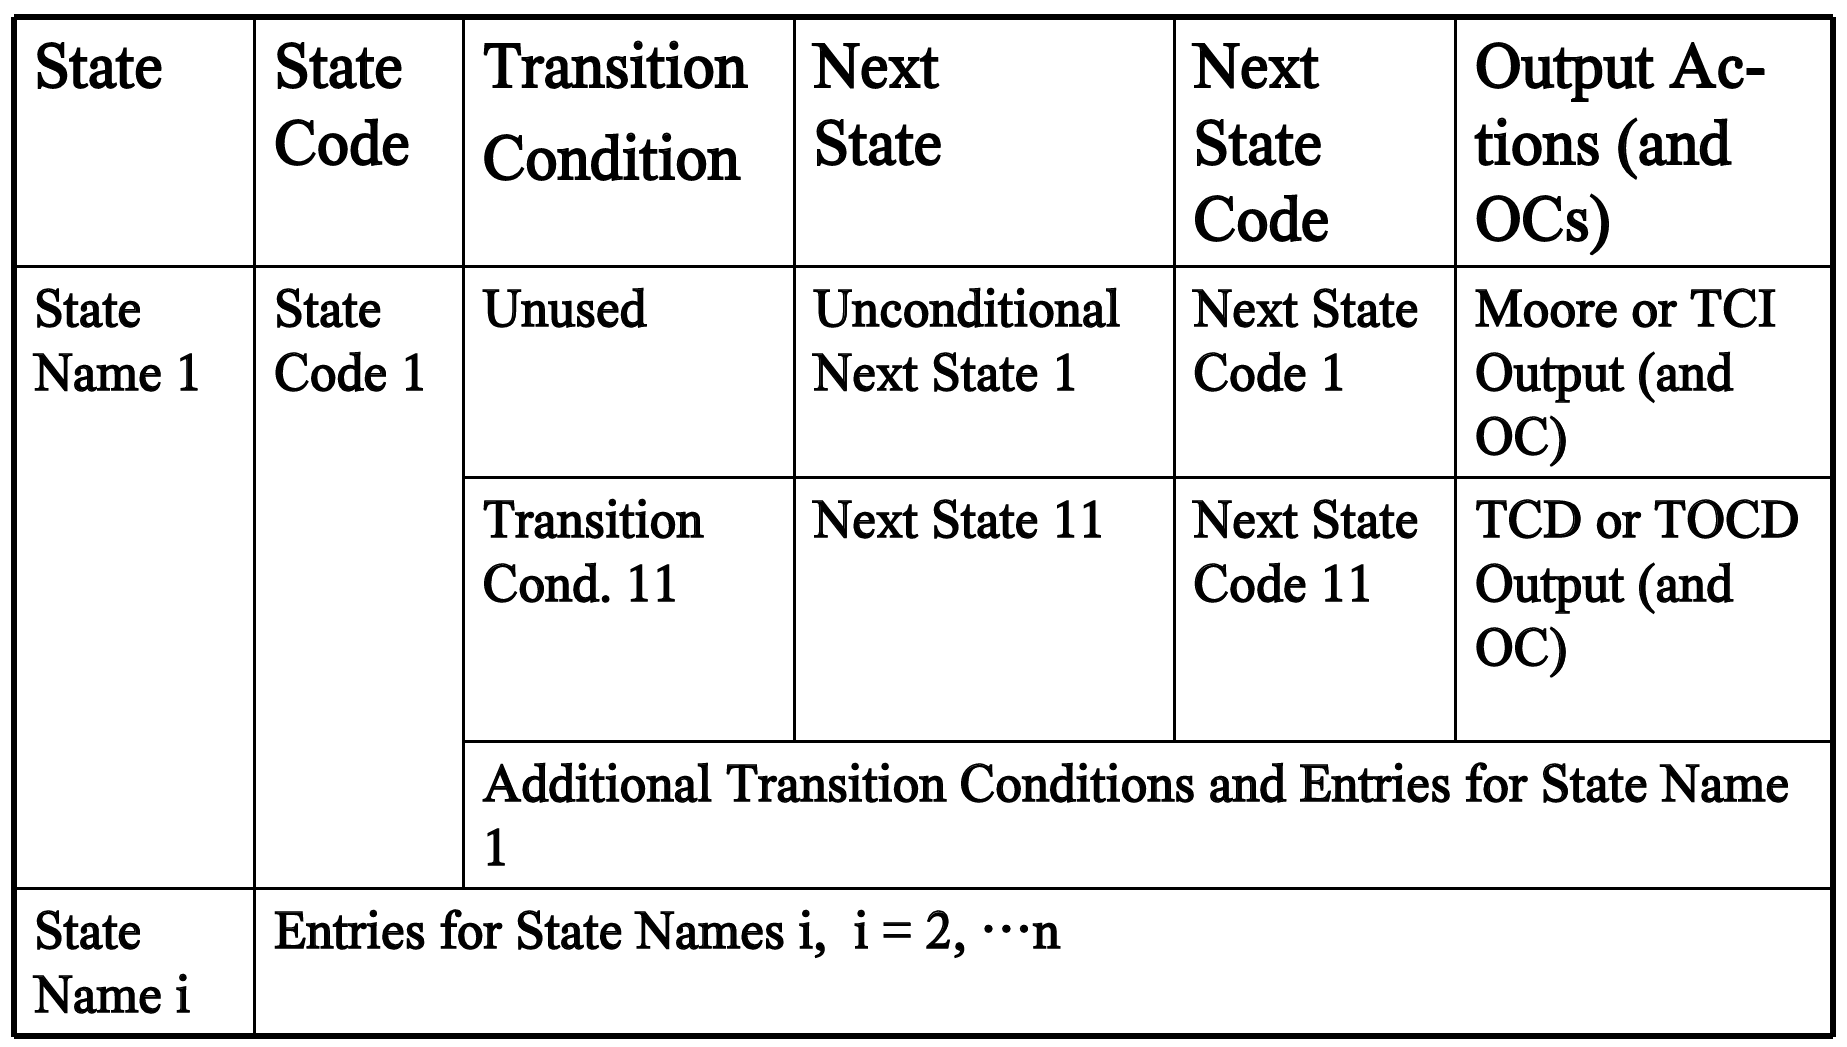 State
State
Code
Transition
Condition
Next
State
Next
State
Code
Output Ac-
tions (and
OCs)
State
Name 1
State
Code 1
Unused
Unconditional
Next State 1
Next State
Code 1
Moore or TCI
Output (and
OC)
Transition
Cond. 11
Next State 11
Next State
Code 11
TCD or TOCD
Output (and
OC)
Additional Transition Conditions and Entries for State Name
1
State
Name i
Entries for State Names i,  i = 2, ⋯n